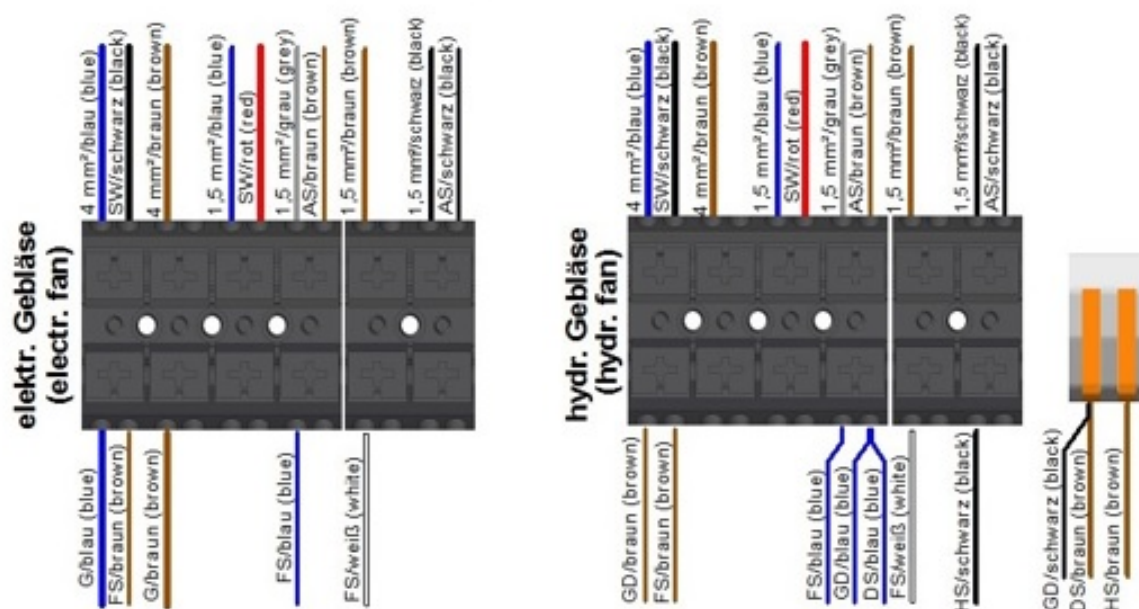 elektr. Gebläse
(electr. fan)
4 mm²/blau (blue)
SW/schwarz (black)
4 mm²/braun (brown)
1,5 mm²/blau (blue)
SW/rot (red)
1,5 mm²/grau (grey)
AS/braun (brown)
1,5 mm²/braun (brown)
1,5 mm²/schwarz (black)
AS/schwarz (black)
G/blau (blue)
FS/braun (brown)
G/braun (brown)
FS/blau (blue)
FS/weiß (white)
hydr. Gebläse
(hydr. fan)
4 mm²/blau (blue)
SW/schwarz (black)
4 mm²/braun (brown)
1,5 mm²/blau (blue)
SW/rot (red)
1,5 mm²/grau (grey)
AS/braun (brown)
1,5 mm²/braun (brown)
1,5 mm²/schwarz (black)
AS/schwarz (black)
GD/braun (brown)
FS/braun (brown)
FS/blau (blue)
GD/blau (blue)
DS/blau (blue)
FS/weiß (white)
HS/schwarz (black)
GD/schwarz (black)
DS/braun (brown)
HS/braun (brown)